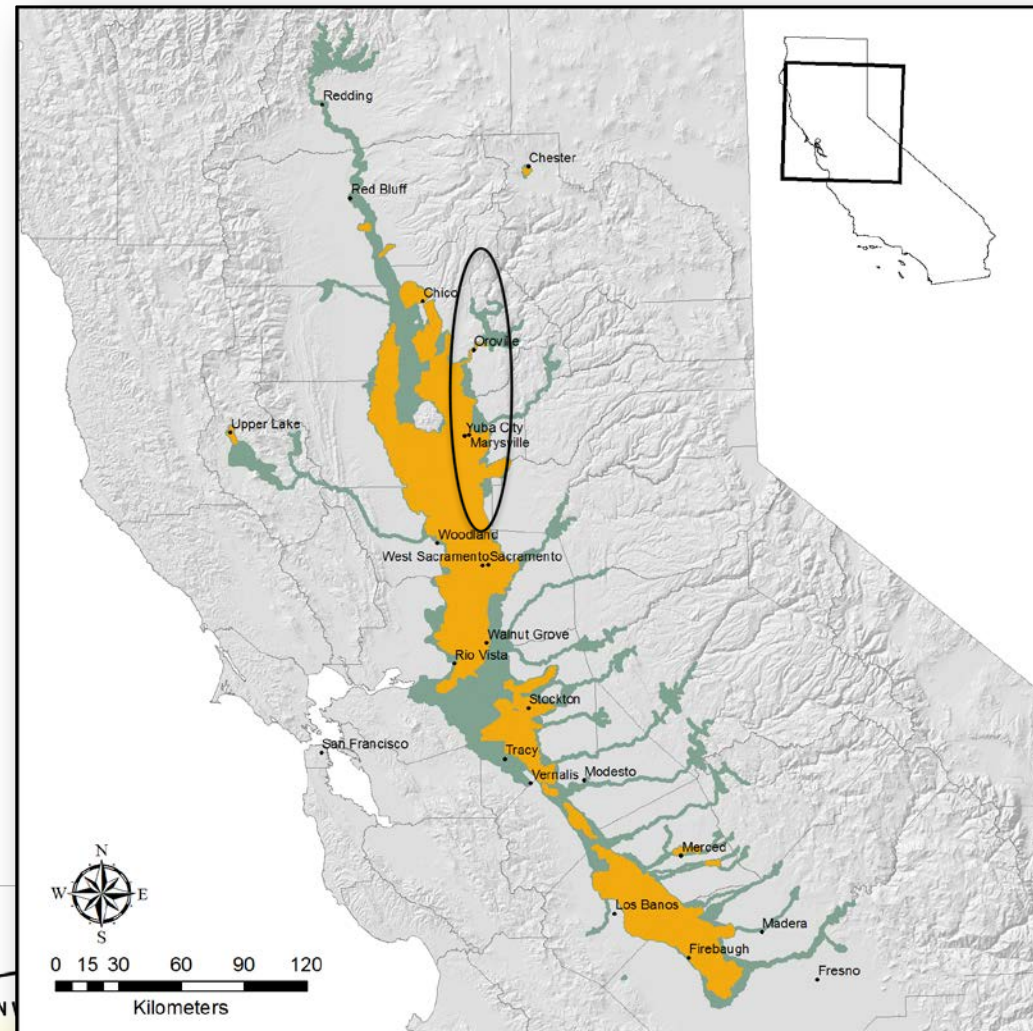 Redding
Chester
Red Bluff
Chico
Oroville
Upper Lake
Yuba City
Marysville
Woodland
West Sacramento
Sacramento
Walnut Grove
Rio Vista
Stockton
San Francisco
Tracy
Vernalis
Modesto
Merced
Los Banos
Madera
Firebaugh
Fresno
N
W
E
S
0 15 30 60 90 120
Kilometers